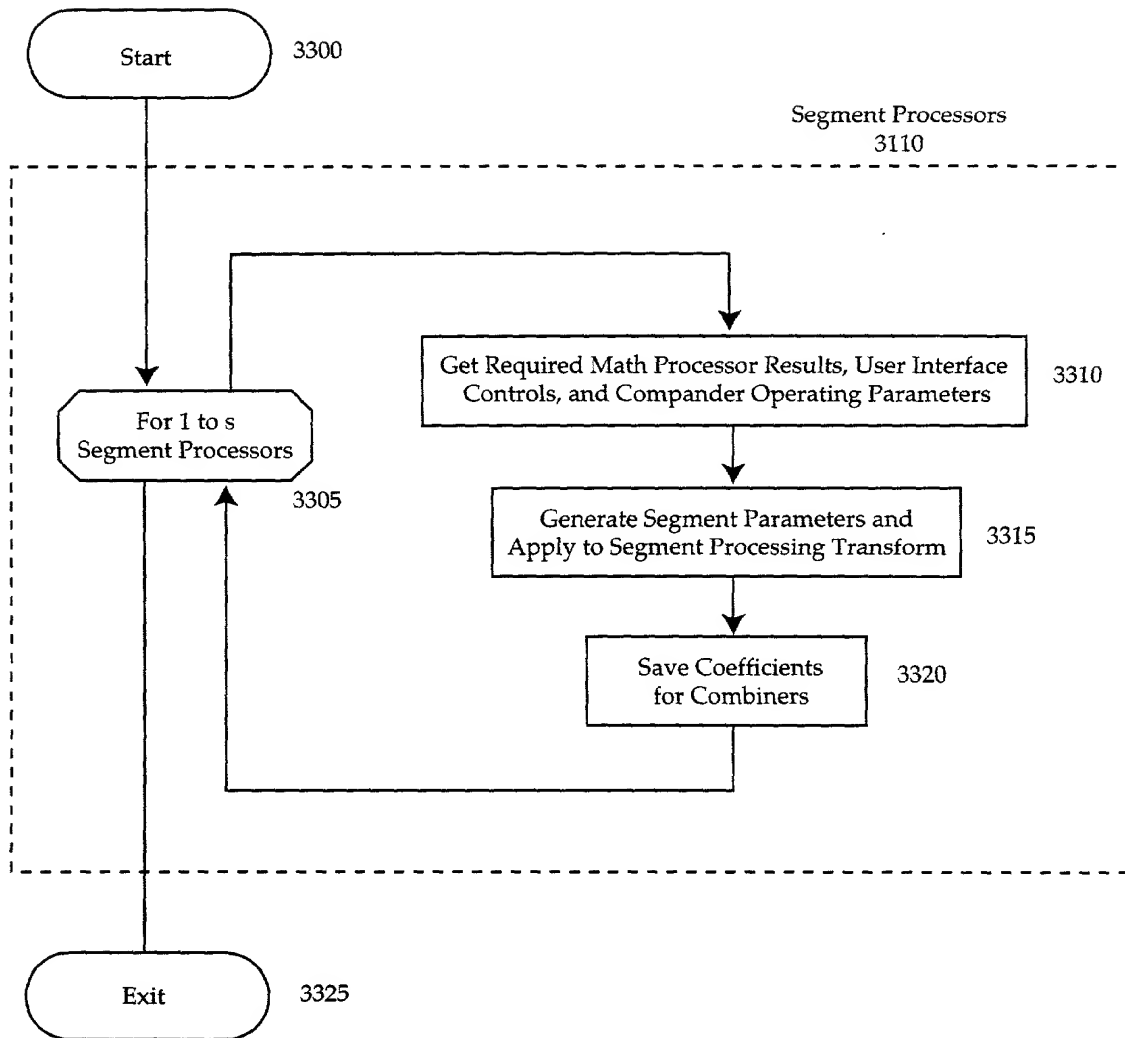 Start
3300
Segment Processors
3110
Get Required Math Processor Results, User Interface
Controls, and Compander Operating Parameters
3310
For 1 to s
Segment Processors
3305
Generate Segment Parameters and
Apply to Segment Processing Transform
3315
Save Coefficients
for Combiners
3320
Exit
3325